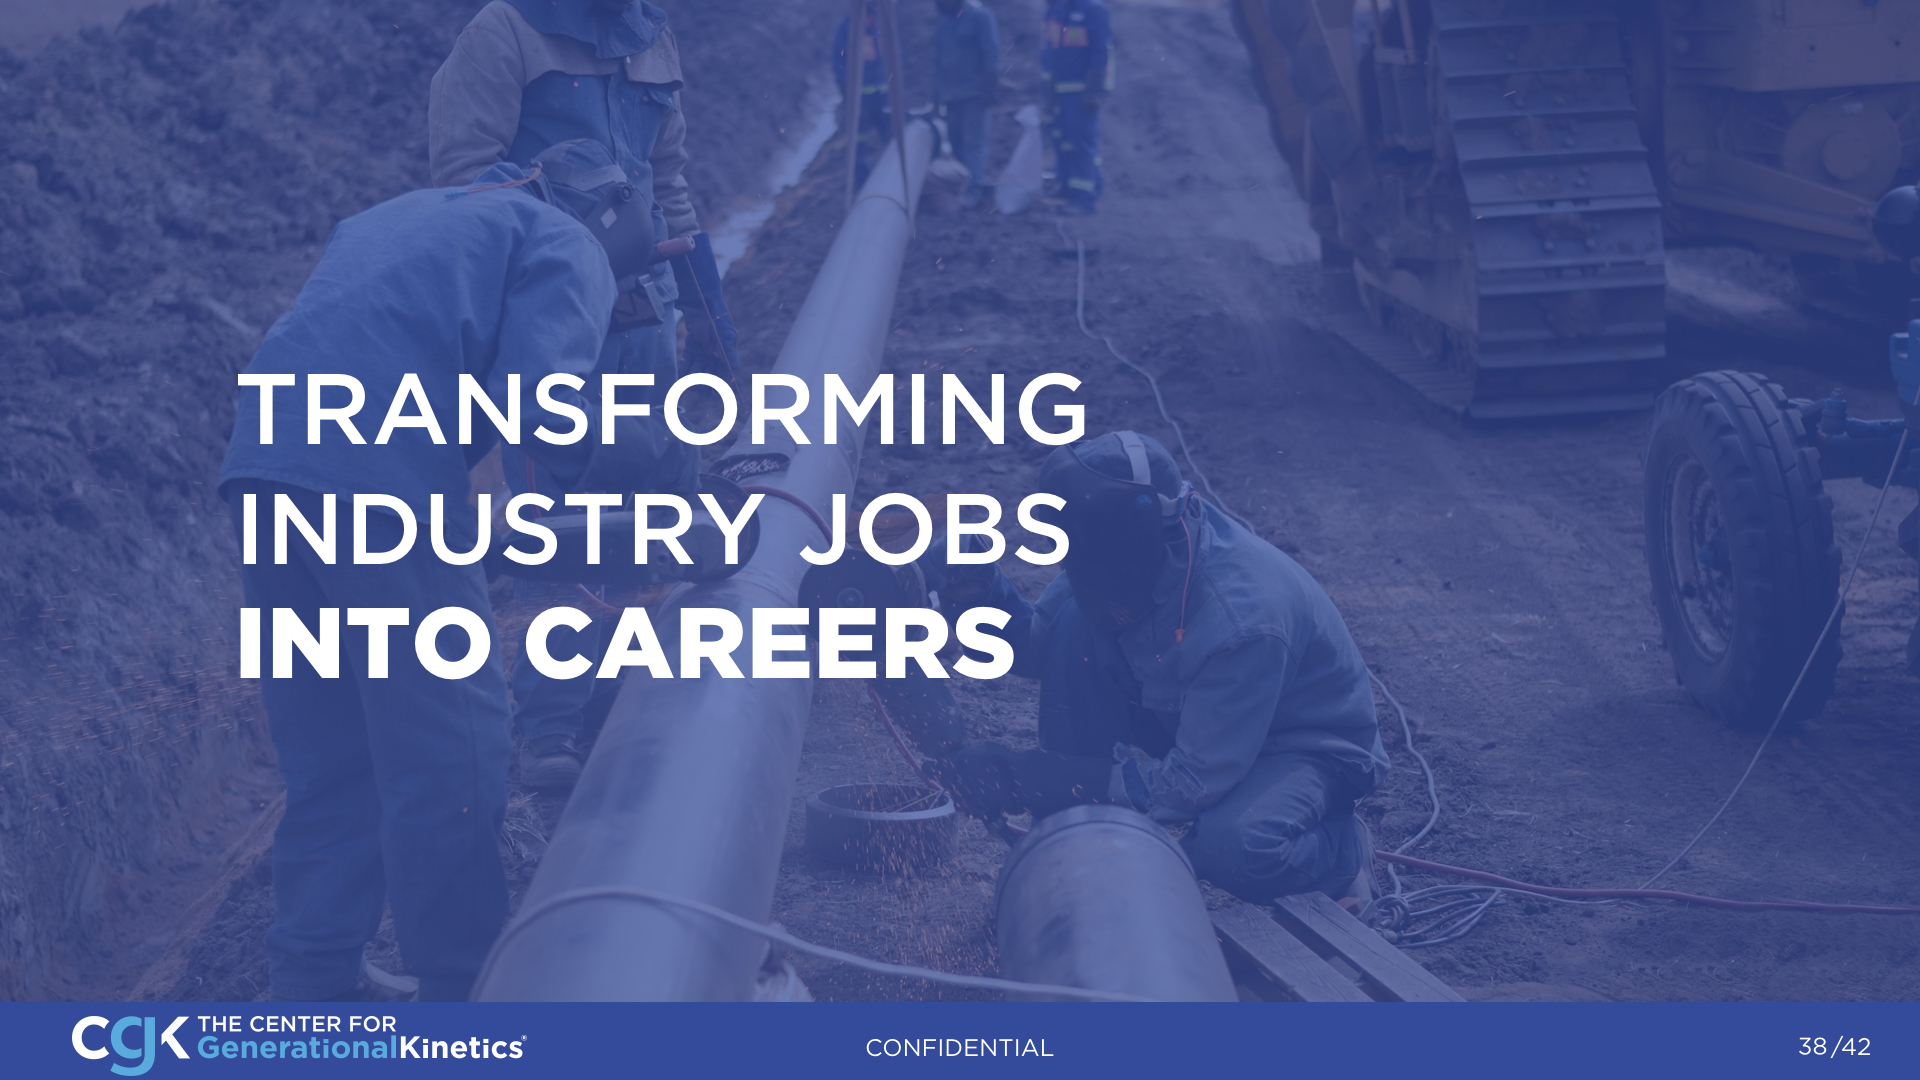 TRANSFORMING
INDUSTRY JOBS
INTO CAREERS
cgk THE CENTER FOR
GenerationalKinetics®
CONFIDENTIAL
38/42